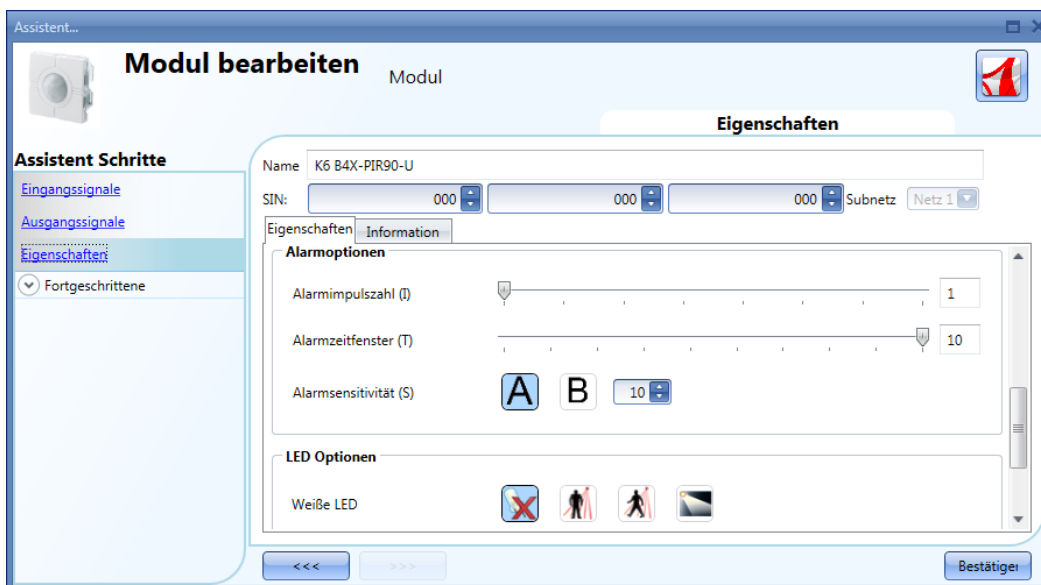 Assistent...
Modul bearbeiten
Modul
Eigenschaften
Assistent Schritte
Eingangssignale
Ausgangssignale
Eigenschaften
Fortgeschrittene
Name K6 B4X-PIR90-U
SIN: 000 000 000 Subnetz Netz 1
Eigenschaften Information
Alarmoptionen
Alarmimpulszahl (I) 1
Alarmzeitfenster (T) 10
Alarmsensitivität (S) A B 10
LED Optionen
Weiße LED
<<< >>> Bestätiger